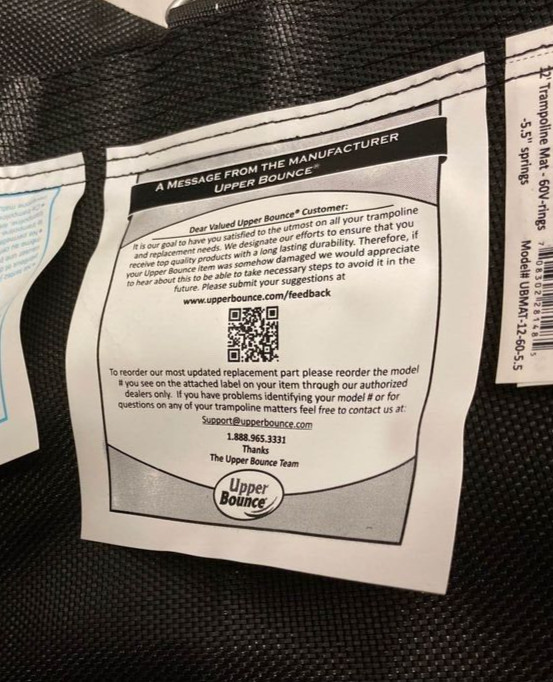 A MESSAGE FROM THE MANUFACTURER
UPPER BOUNCE®
Dear Valued Upper Bounce® Customer:
It is our goal to have you satisfied to the utmost on all your trampoline
and replacement needs. We designate our efforts to ensure that you
receive top quality products with a long lasting durability. Therefore, if
your Upper Bounce item was somehow damaged we would appreciate
to hear about this to be able to take necessary steps to avoid it in the
future. Please submit your suggestions at
www.upperbounce.com/feedback
To reorder our most updated replacement part please reorder the model
# you see on the attached label on your item through our authorized
dealers only. If you have problems identifying your model # or for
questions on any of your trampoline matters feel free to contact us at:
Support@upperbounce.com
1.888.965.3331
Thanks
The Upper Bounce Team
Upper
Bounce
12' Trampoline Mat - 60V-rings
-5.5" springs
Model# UBMAT-12-60-5.5